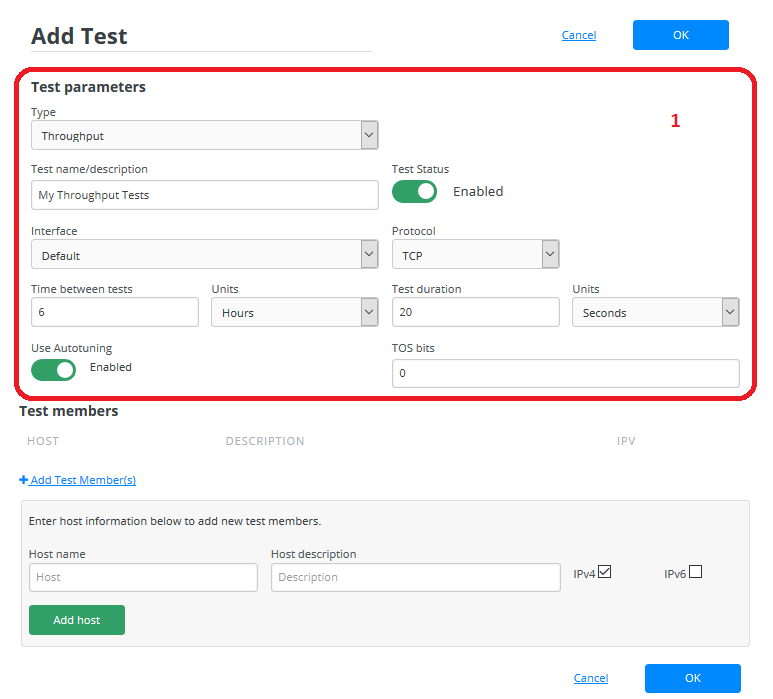 Add Test
Cancel
OK
Test parameters
1
Type
Throughput
Test name/description
Test Status
My Throughput Tests
Enabled
Interface
Protocol
Default
TCP
Time between tests
Units
Test duration
Units
6
Hours
20
Seconds
Use Autotuning
TOS bits
Enabled
0
Test members
HOST
DESCRIPTION
IPV
+ Add Test Member(s)
Enter host information below to add new test members.
Host name
Host description
Host
Description
IPv4
IPv6
Add host
Cancel
OK